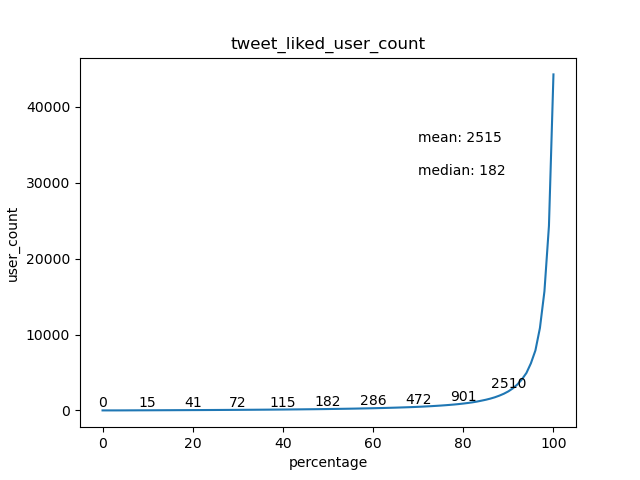 tweet_liked_user_count
40000
30000
20000
10000
0
user_count
mean: 2515
median: 182
0 15 41 72 115 182 286 472 901 2510
0 20 40 60 80 100
percentage